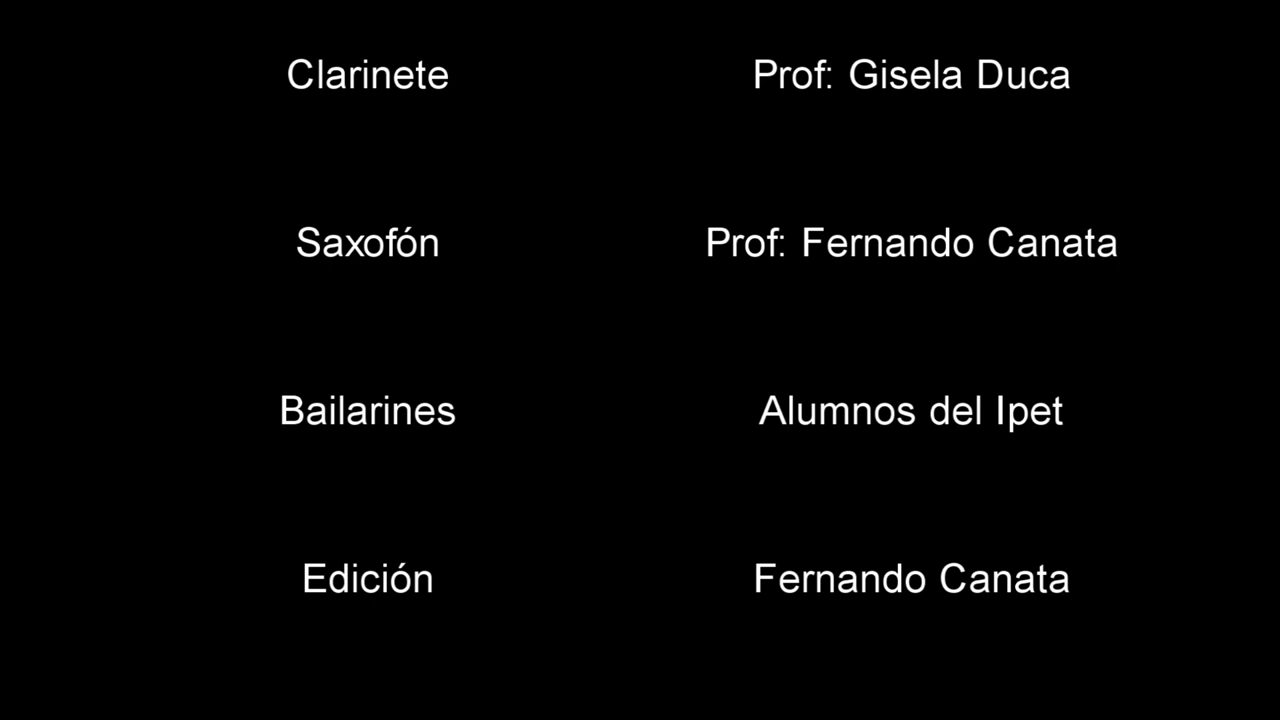 Clarinete Prof: Gisela Duca
Saxofón Prof: Fernando Canata
Bailarines Alumnos del Ipet
Edición Fernando Canata